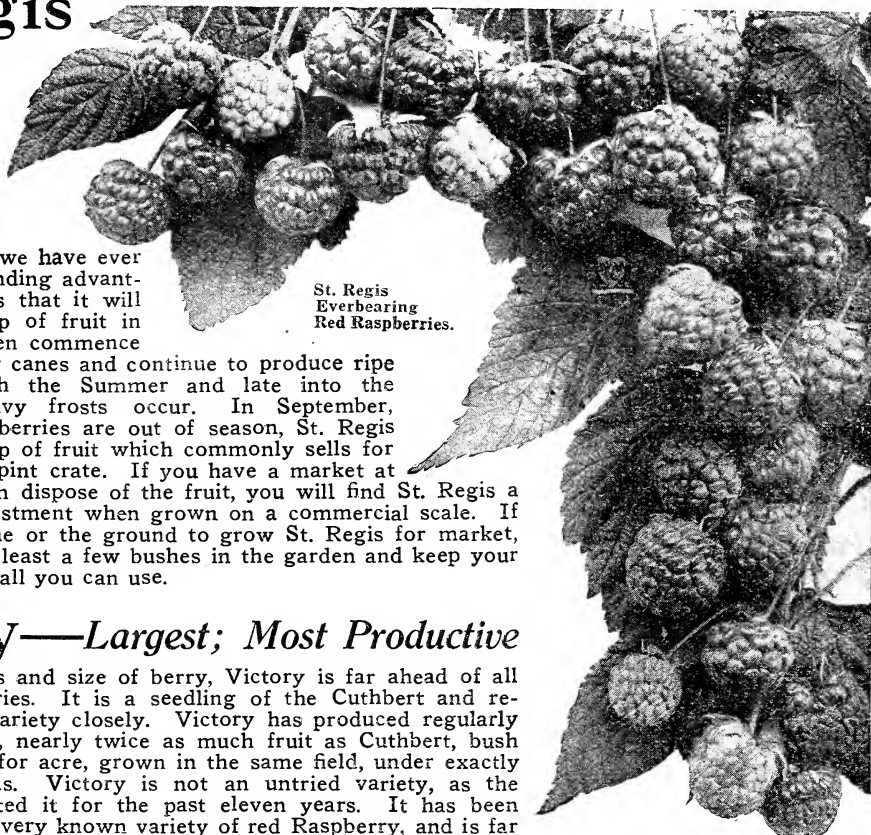 gis
we have ever
nding advant-
s that it will
p of fruit in
en commence
canes and continue to produce ripe
h the Summer and late into the
vy frosts occur. In September,
berries are out of season, St. Regis
p of fruit which commonly sells for
pint crate. If you have a market at
n dispose of the fruit, you will find St. Regis a
estment when grown on a commercial scale. If
e or the ground to grow St. Regis for market,
least a few bushes in the garden and keep your
all you can use.
St. Regis
Everbearing
Red Raspberries.
y—Largest; Most Productive
s and size of berry, Victory is far ahead of all
ries. It is a seedling of the Cuthbert and re-
ariety closely. Victory has produced regularly
, nearly twice as much fruit as Cuthbert, bush
for acre, grown in the same field, under exactly
s. Victory is not an untried variety, as the
ted it for the past eleven years. It has been
very known variety of red Raspberry, and is far